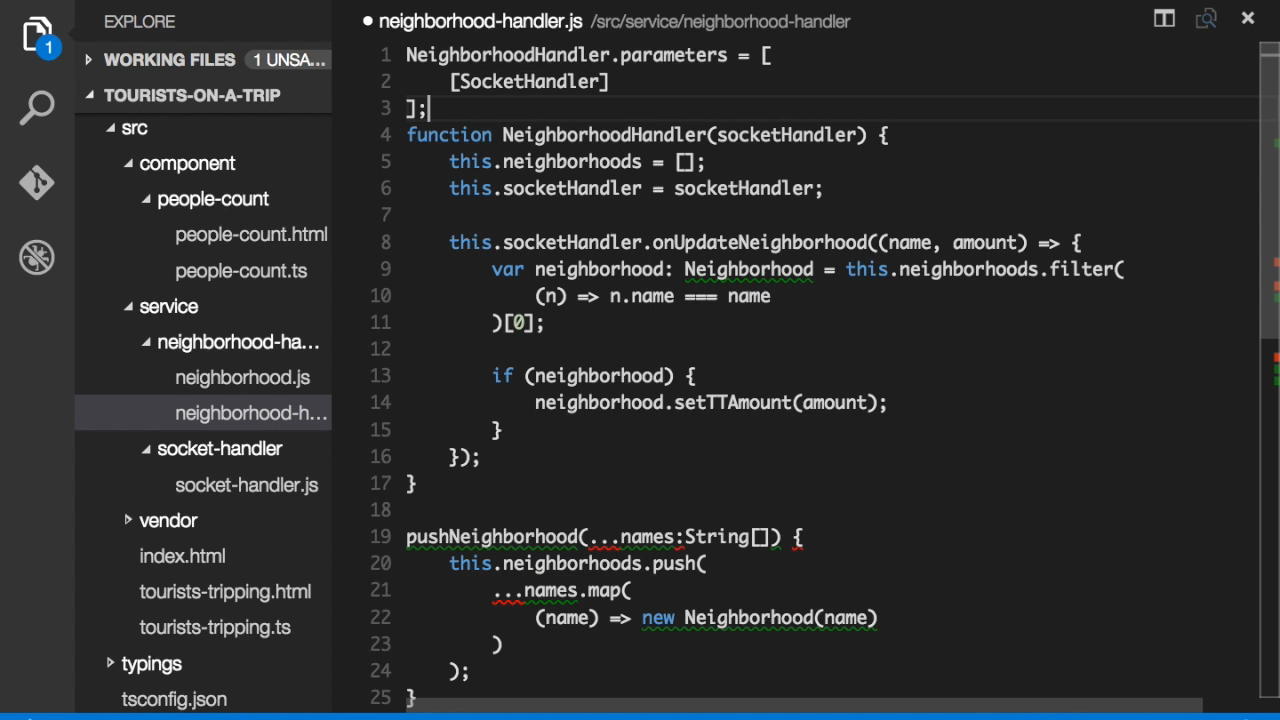 EXPLORE
● neighborhood-handler.js /src/service/neighborhood-handler
1
WORKING FILES 1 UNSA...
TOURISTS-ON-A-TRIP
src
component
people-count
people-count.html
people-count.ts
service
neighborhood-ha...
neighborhood.js
neighborhood-h...
socket-handler
socket-handler.js
vendor
index.html
tourists-tripping.html
tourists-tripping.ts
typings
tsconfig.json
1 NeighborhoodHandler.parameters = [
2     [SocketHandler]
3 ];
4 function NeighborhoodHandler(socketHandler) {
5     this.neighborhoods = [];
6     this.socketHandler = socketHandler;
7
8     this.socketHandler.onUpdateNeighborhood((name, amount) => {
9         var neighborhood: Neighborhood = this.neighborhoods.filter(
10             (n) => n.name === name
11         )[0];
12
13         if (neighborhood) {
14             neighborhood.setTTAmount(amount);
15         }
16     });
17 }
18
19 pushNeighborhood(...names:String[]) {
20     this.neighborhoods.push(
21         ...names.map(
22             (name) => new Neighborhood(name)
23         )
24     );
25 }